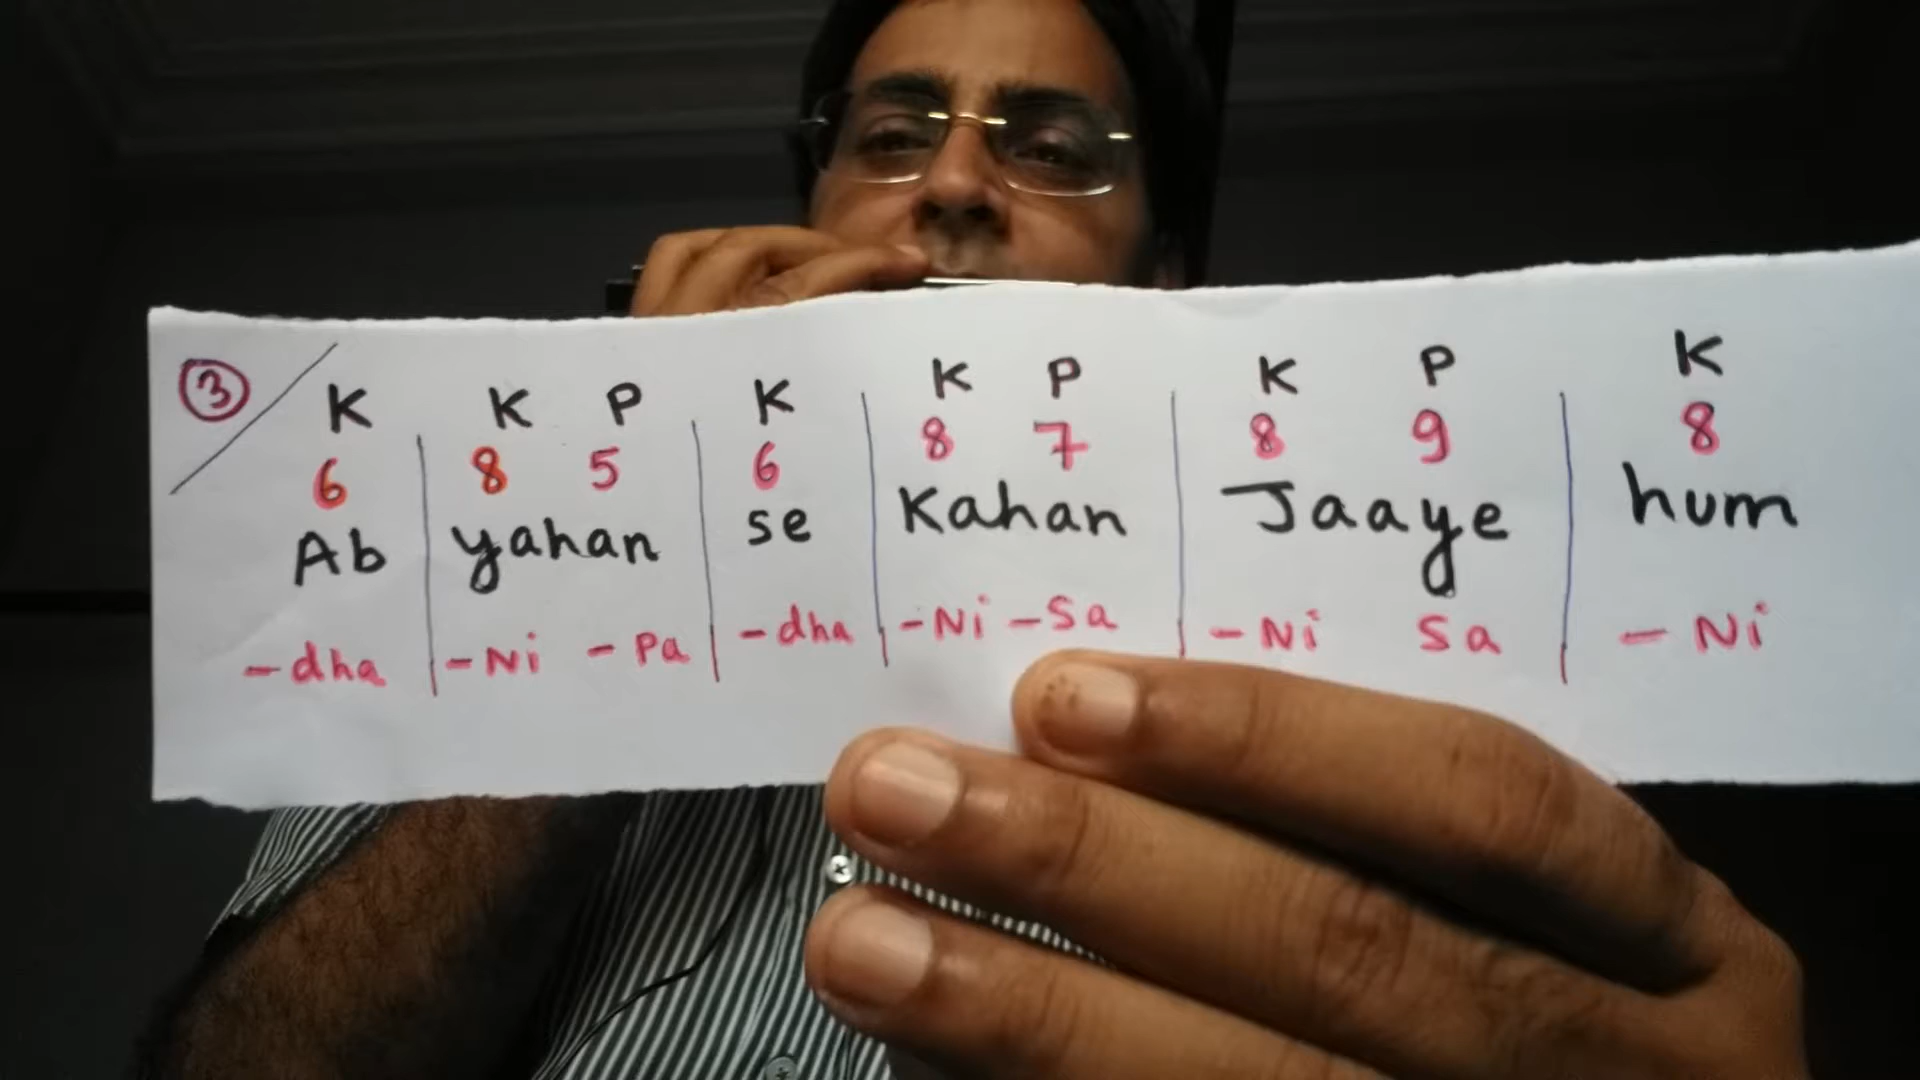 3
K | K P | K | K P | K P | K
6 | 8 5 | 6 | 8 7 | 8 9 | 8
Ab | yahan | se | Kahan | Jaaye | hum
- dha | - Ni - Pa | - dha | - Ni - Sa | - Ni Sa | - Ni